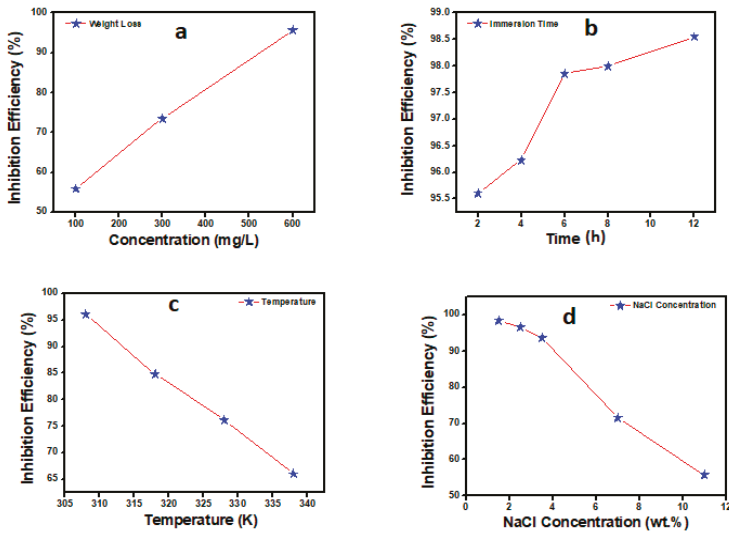 Weight Loss
a
Inhibition Efficiency (%)
100
90
80
70
60
50
100 200 300 400 500 600
Concentration (mg/L)
Immersion Time
b
Inhibition Efficiency (%)
99.0
98.5
98.0
97.5
97.0
96.5
96.0
95.5
2 4 6 8 10 12
Time (h)
Temperature
c
Inhibition Efficiency (%)
100
95
90
85
80
75
70
65
305 310 315 320 325 330 335 340
Temperature (K)
NaCl Concentration
d
Inhibition Efficiency (%)
100
90
80
70
60
50
0 2 4 6 8 10 12
NaCl Concentration (wt.%)